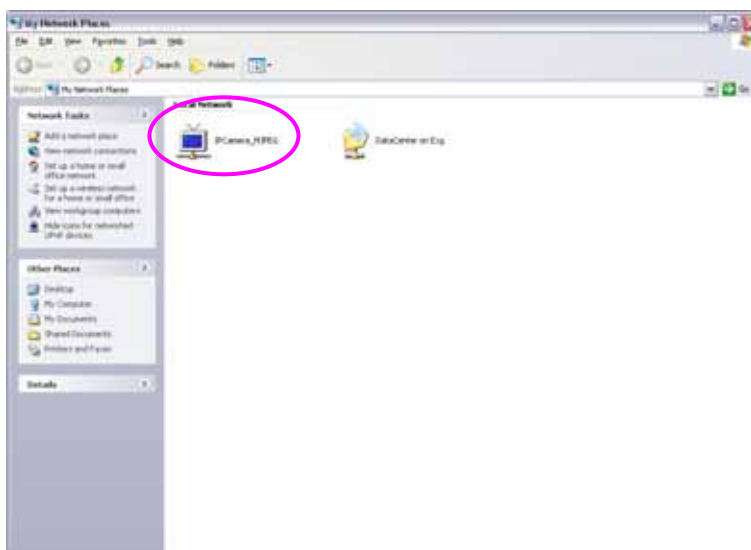 My Network Places
File Edit View Favorites Tools Help
Back Search Folders
Address My Network Places Go
Network Tasks
Add a network place
View network connections
Set up a home or small
office network
Set up a wireless network
for a home or small office
View workgroup computers
Hide icons for networked
UPnP devices
Other Places
Desktop
My Computer
My Documents
Shared Documents
Printers and Faxes
Details
Local Network
IPCamera_MJPEG
DataCenter on